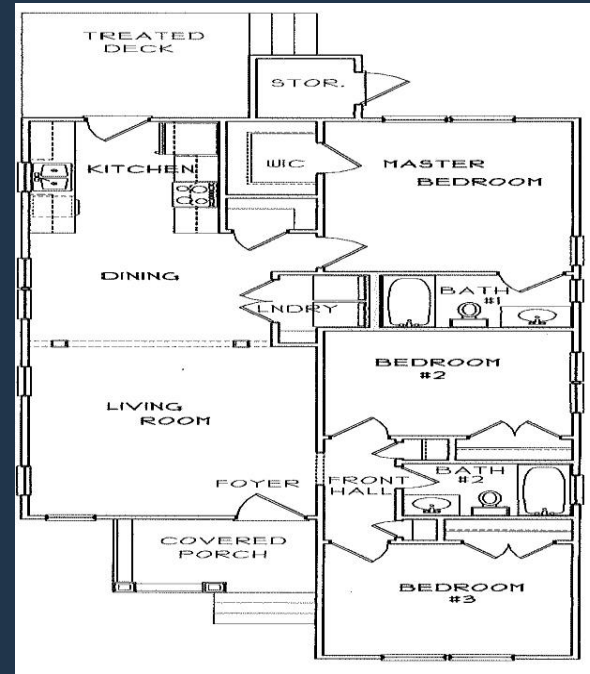 TREATED
DECK
STOR.
KITCHEN
WIC
MASTER
BEDROOM
DINING
LNDRY
BATH
#1
BEDROOM
#2
LIVING
ROOM
FOYER
FRONT
HALL
BATH
#2
COVERED
PORCH
BEDROOM
#3